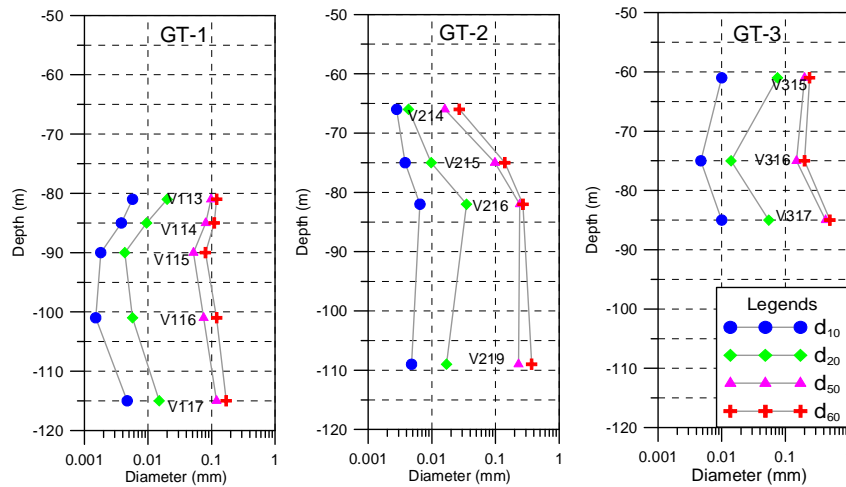 GT-1
-50
-60
-70
-80
-90
-100
-110
-120
Depth (m)
V113
V114
V115
V116
V117
0.001
0.01
0.1
1
Diameter (mm)
GT-2
-50
-60
-70
-80
-90
-100
-110
-120
Depth (m)
V214
V215
V216
V219
0.001
0.01
0.1
1
Diameter (mm)
GT-3
-50
-60
-70
-80
-90
-100
-110
-120
Depth (m)
V315
V316
V317
0.001
0.01
0.1
Diameter (mm)
Legends
d10
d20
d50
d60